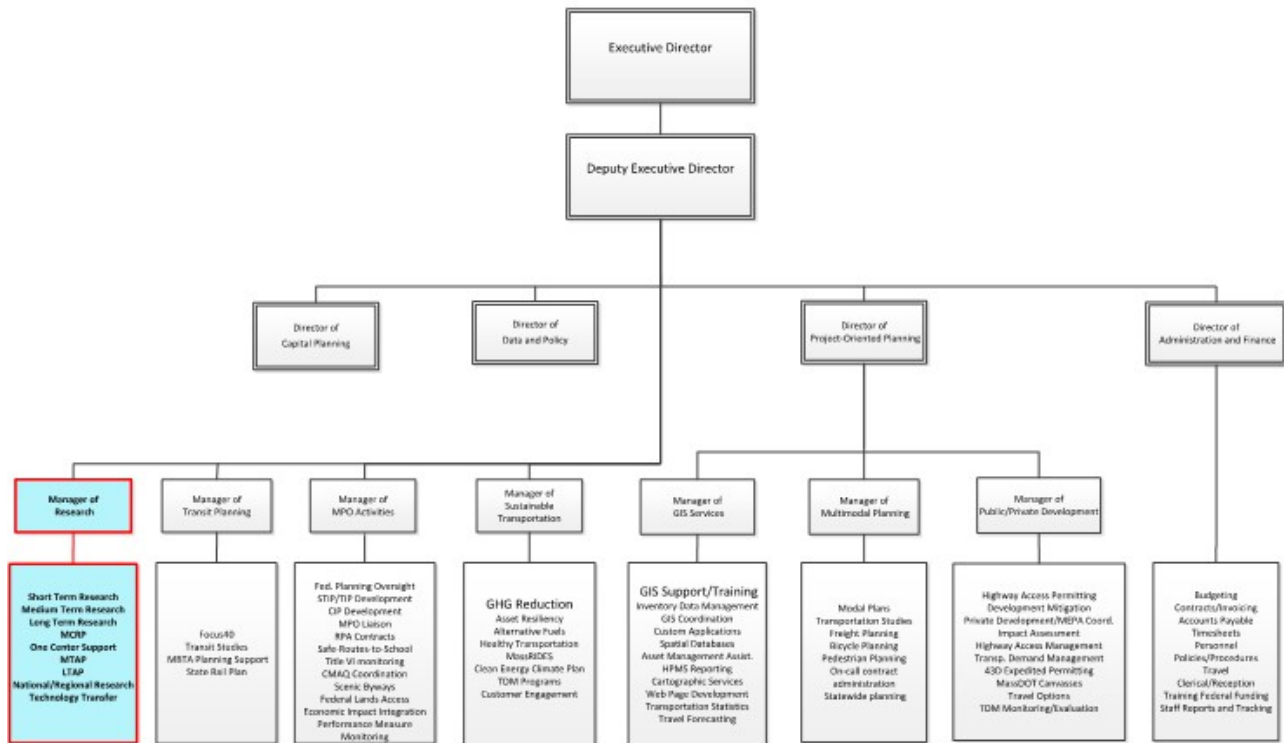 Executive Director
Deputy Executive Director
Director of
Capital Planning
Director of
Data and Policy
Director of
Project-Oriented Planning
Director of
Administration and Finance
Manager of
Research
Manager of
Transit Planning
Manager of
MPO Activities
Manager of
Sustainable
Transportation
Manager of
GIS Services
Manager of
Multimodal Planning
Manager of
Public/Private Development
Short Term Research
Medium Term Research
Long Term Research
MCRP
One Center Support
MTAP
LTAP
National/Regional Research
Technology Transfer
Focus40
Transit Studies
MBTA Planning Support
State Rail Plan
Fed. Planning Oversight
STIP/TIP Development
CIP Development
MPO Liaison
RPA Contracts
Safe-Routes-to-School
Title VI monitoring
CMAQ Coordination
Scenic Byways
Federal Lands Access
Economic Impact Integration
Performance Measure
Monitoring
GHG Reduction
Asset Resiliency
Alternative Fuels
Healthy Transportation
MassRIDES
Clean Energy Climate Plan
TDM Programs
Customer Engagement
GIS Support/Training
Inventory Data Management
GIS Coordination
Custom Applications
Spatial Databases
Asset Management Assist.
HPMS Reporting
Cartographic Services
Web Page Development
Transportation Statistics
Travel Forecasting
Modal Plans
Transportation Studies
Freight Planning
Bicycle Planning
Pedestrian Planning
On-call contract
administration
Statewide planning
Highway Access Permitting
Development Mitigation
Private Development/MEPA Coord.
Impact Assessment
Highway Access Management
Transp. Demand Management
43D Expedited Permitting
MassDOT Canvasses
Travel Options
TDM Monitoring/Evaluation
Budgeting
Contracts/Invoicing
Accounts Payable
Timesheets
Personnel
Policies/Procedures
Travel
Clerical/Reception
Training Federal Funding
Staff Reports and Tracking